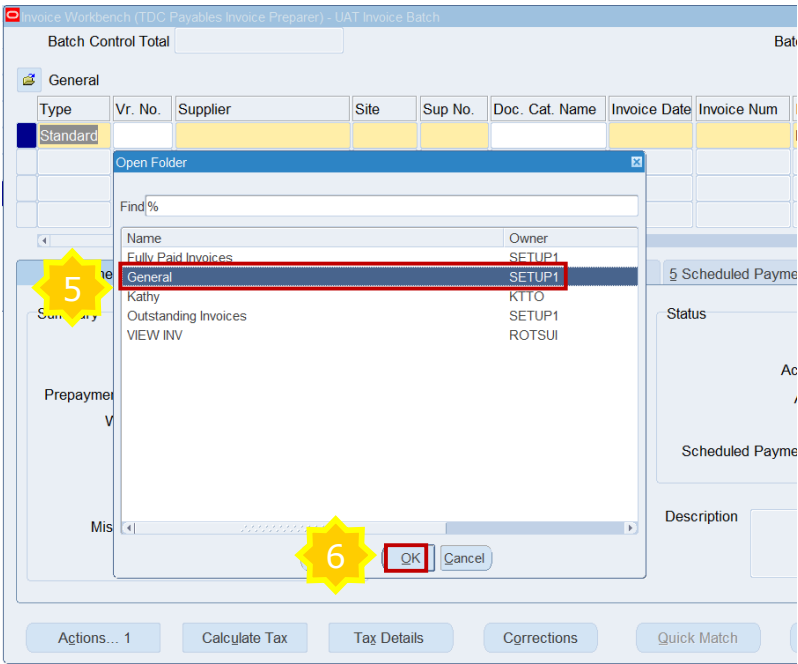 Invoice Workbench (TDC Payables Invoice Preparer) - UAT Invoice Batch
Batch Control Total
General
Type Vr. No. Supplier Site Sup No. Doc. Cat. Name Invoice Date Invoice Num
Standard
Open Folder
Find %
Name Owner
Fully Paid Invoices SETUP1
General SETUP1
Kathy KTTO
Outstanding Invoices SETUP1
VIEW INV ROTSUI
5
5 Scheduled Payme
Status
Prepaymer
Scheduled Payme
Mis
Description
6
OK Cancel
Actions... 1 Calculate Tax Tax Details Corrections Quick Match